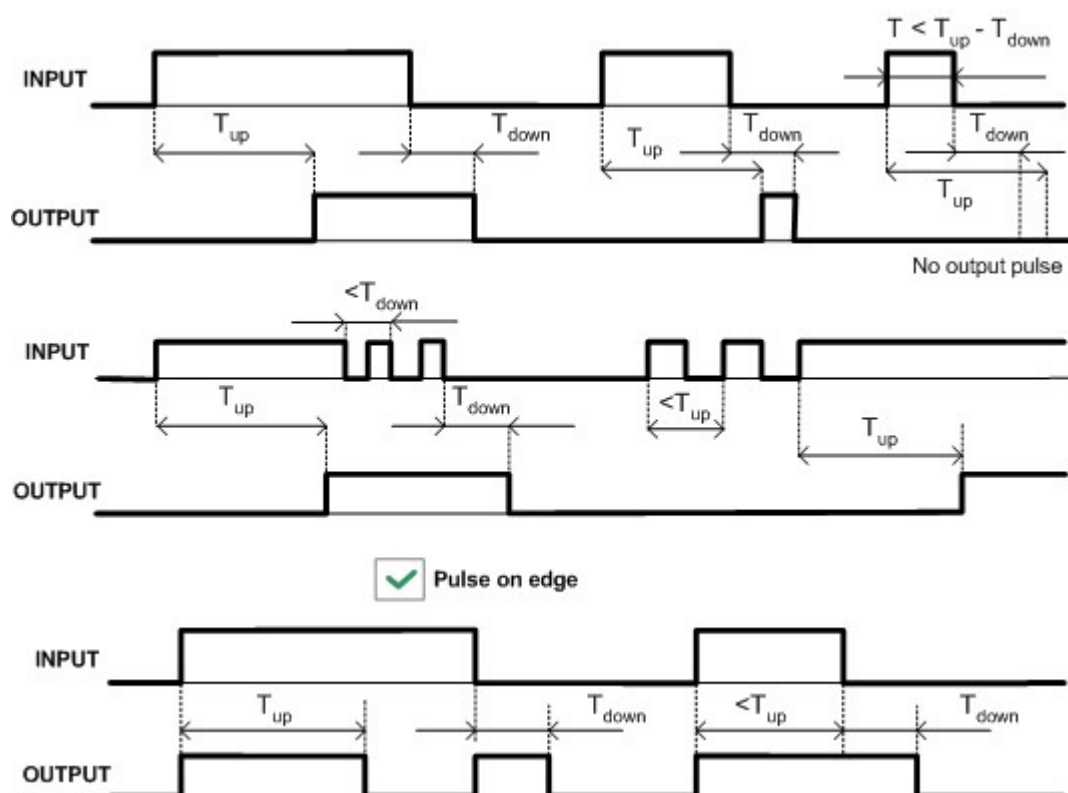 T < Tup - Tdown
INPUT
Tup
Tdown
Tup
Tdown
Tdown
Tup
OUTPUT
No output pulse
<Tdown
INPUT
Tup
Tdown
<Tup
Tup
OUTPUT
Pulse on edge
INPUT
Tup
Tdown
<Tup
Tdown
OUTPUT